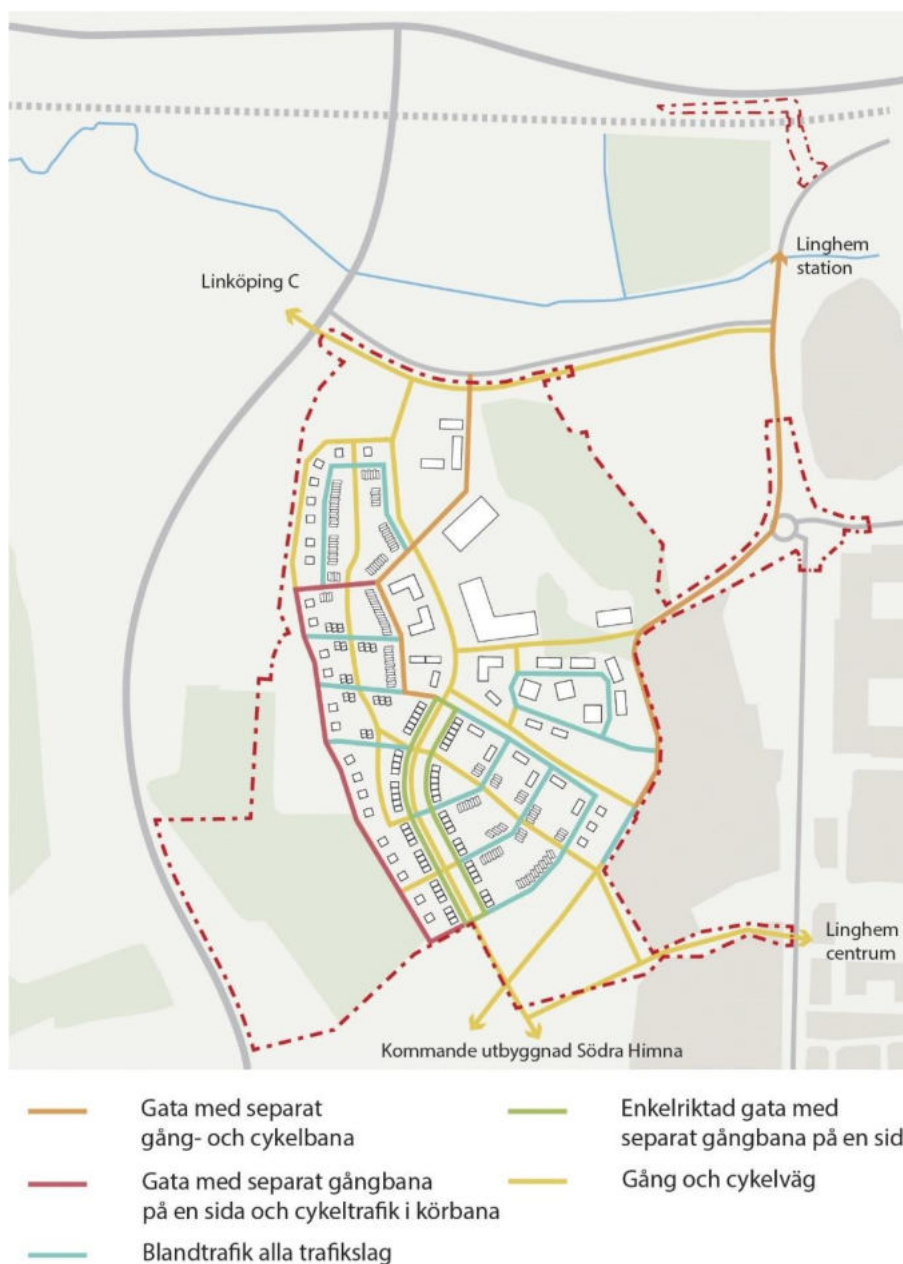 Linghem
station
Linköping C
Linghem
centrum
Kommande utbyggnad Södra Himna
Gata med separat
gång- och cykelbana
Gata med separat gångbana
på en sida och cykeltrafik i körbana
Blandtrafik alla trafikslag
Enkelriktad gata med
separat gångbana på en sid
Gång och cykelväg